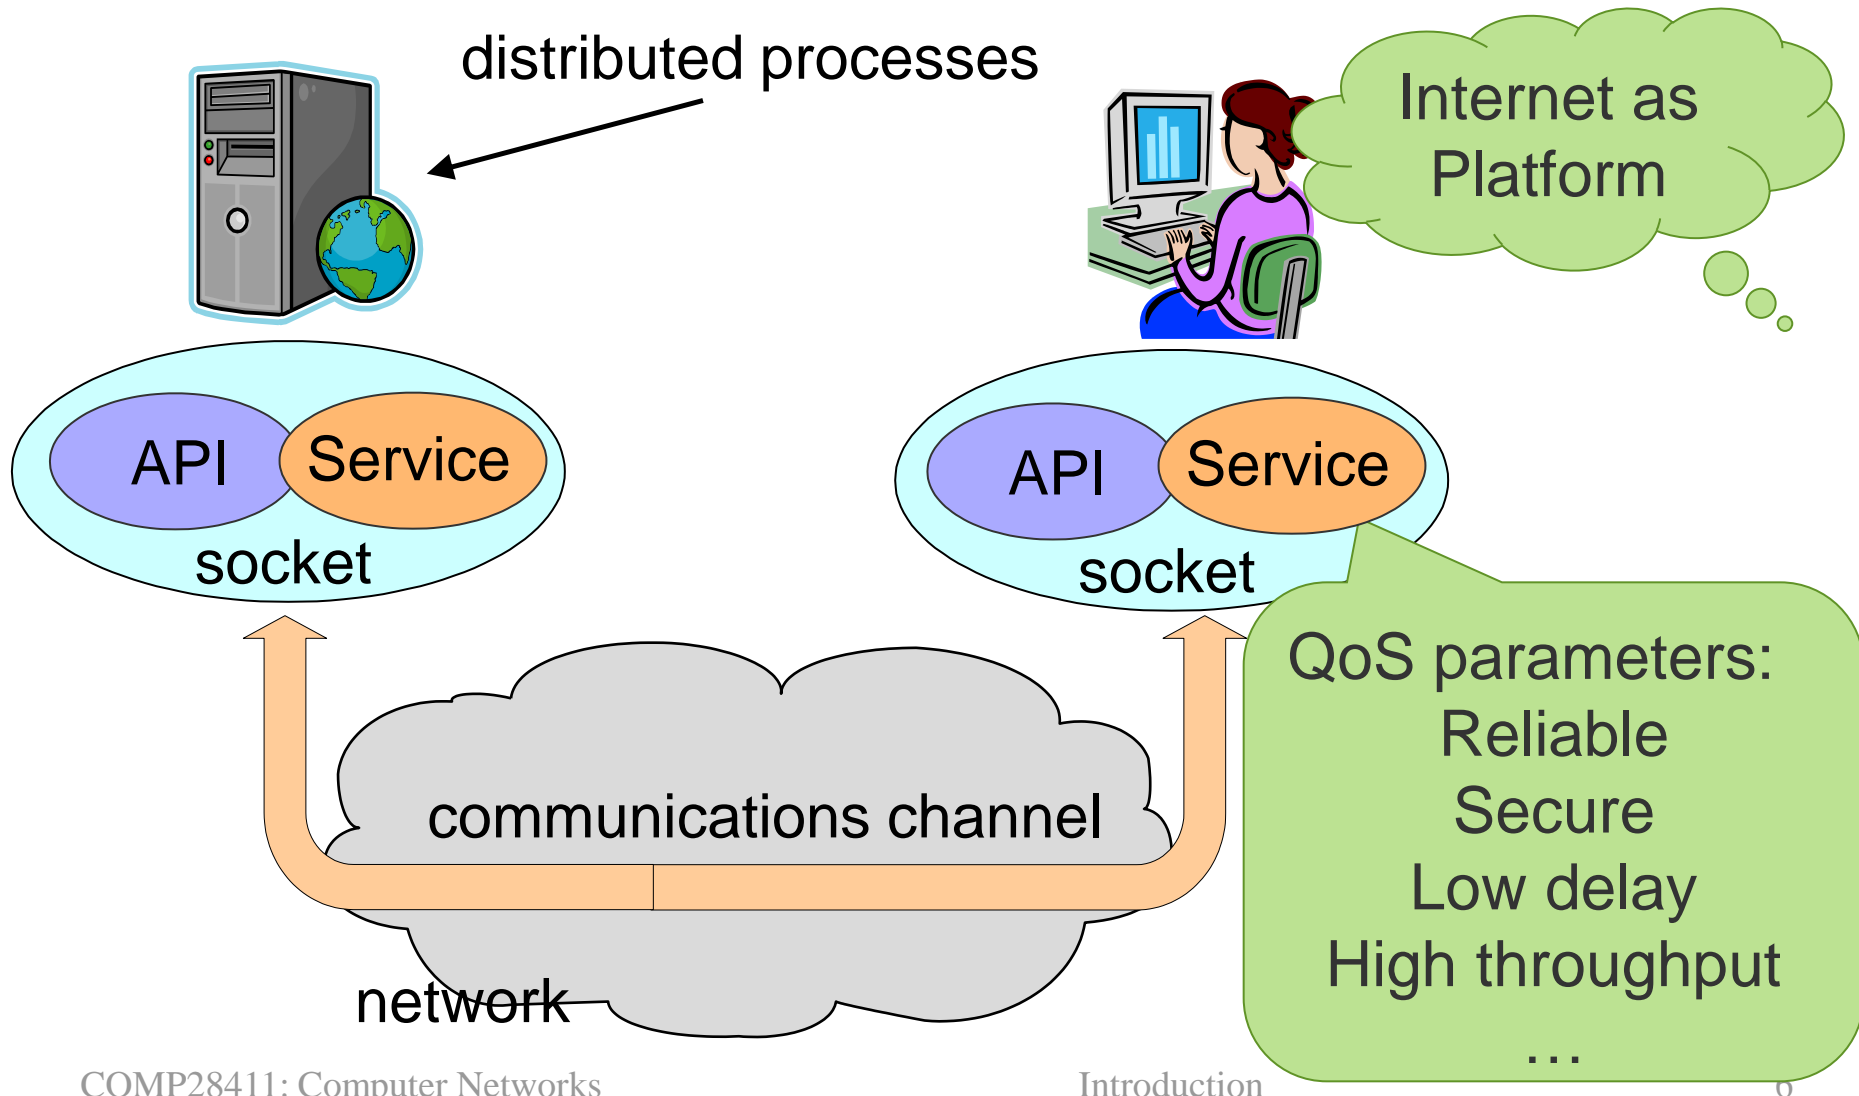 distributed processes
Internet as
Platform
API
Service
socket
API
Service
socket
QoS parameters:
Reliable
Secure
Low delay
High throughput
…
communications channel
network
COMP28411: Computer Networks
Introduction
6